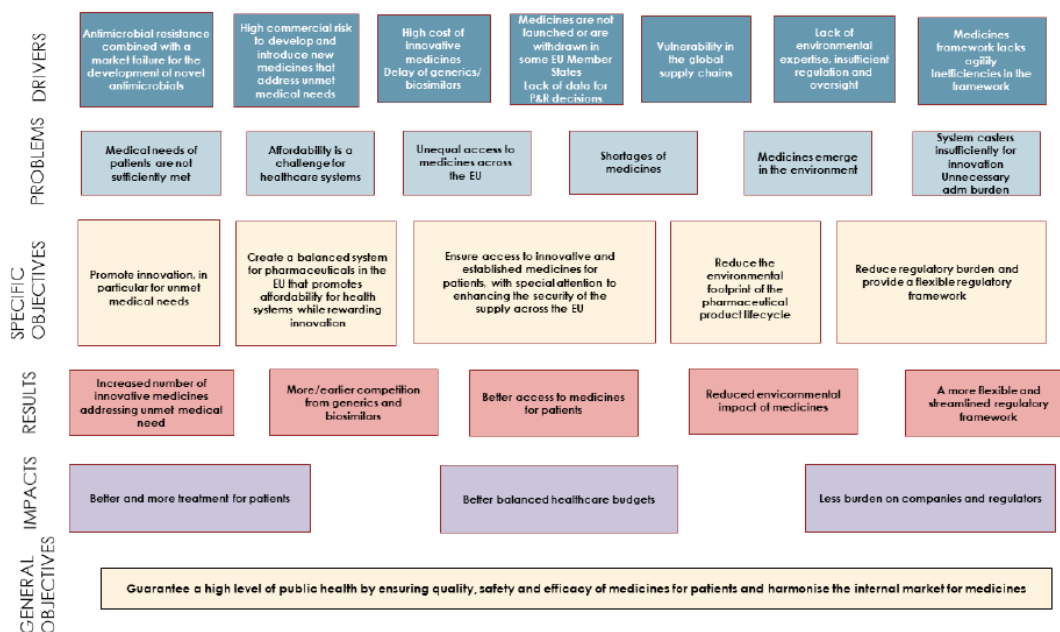 DRIVERS
Antimicrobial resistance
combined with a
market failure for the
development of novel
antimicrobials
High commercial risk
to develop and
introduce new
medicines that
address unmet
medical needs
High cost of
innovative
medicines
Delay of generics/
biosimilars
Medicines are not
launched or are
withdrawn in
some EU Member
States
Lack of data for
P&R decisions
Vulnerability in
the global
supply chains
Lack of
environmental
expertise, insufficient
regulation and
oversight
Medicines
framework lacks
agility
Inefficiencies in the
framework
PROBLEMS
Medical needs of
patients are not
sufficiently met
Affordability is a
challenge for
healthcare systems
Unequal access to
medicines across
the EU
Shortages of
medicines
Medicines emerge
in the environment
System casters
insufficiently for
innovation
Unnecessary
adm burden
SPECIFIC
OBJECTIVES
Promote innovation, in
particular for unmet
medical needs
Create a balanced system
for pharmaceuticals in the
EU that promotes
affordability for health
systems while rewarding
innovation
Ensure access to innovative and
established medicines for
patients, with special attention to
enhancing the security of the
supply across the EU
Reduce the
environmental
footprint of the
pharmaceutical
product lifecycle
Reduce regulatory burden and
provide a flexible regulatory
framework
RESULTS
Increased number of
innovative medicines
addressing unmet medical
need
More/earlier competition
from generics and
biosimilars
Better access to medicines
for patients
Reduced environmental
impact of medicines
A more flexible and
streamlined regulatory
framework
IMPACTS
Better and more treatment for patients
Better balanced healthcare budgets
Less burden on companies and regulators
GENERAL
OBJECTIVES
Guarantee a high level of public health by ensuring quality, safety and efficacy of medicines for patients and harmonise the internal market for medicines